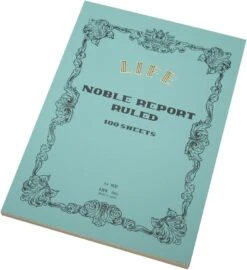 LIFE
NOBLE REPORT
RULED
100 SHEETS